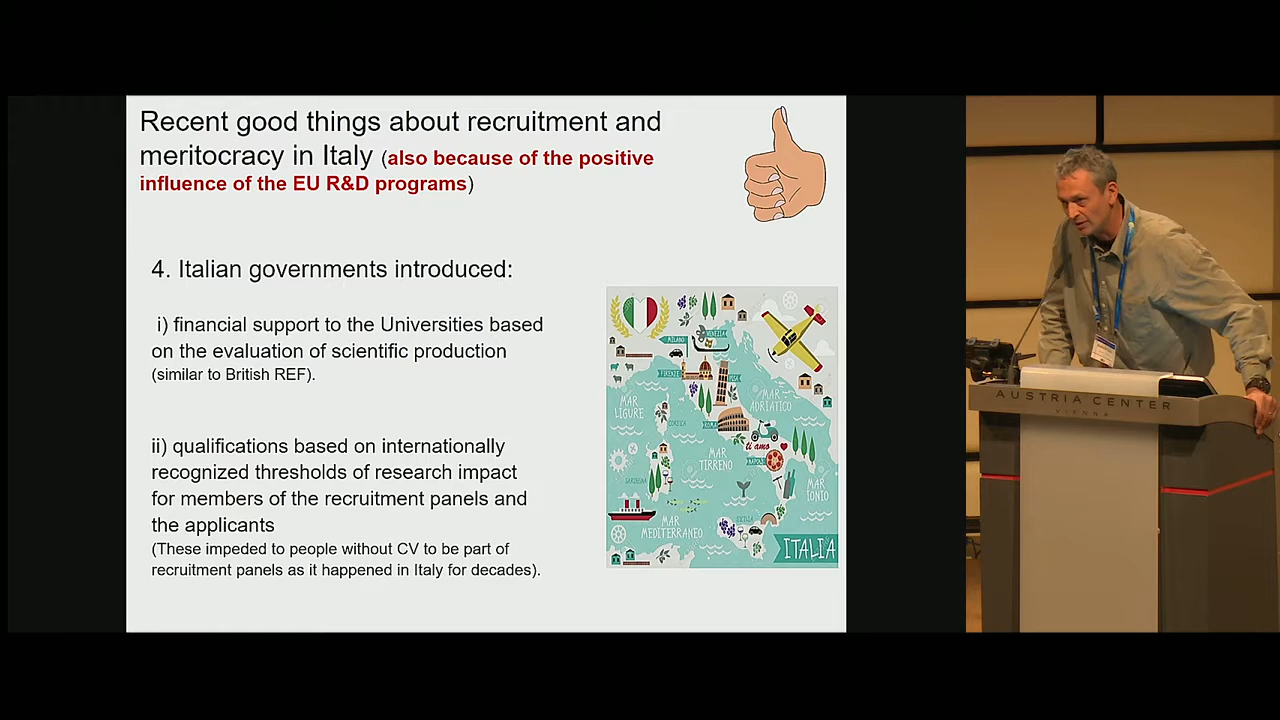 Recent good things about recruitment and
meritocracy in Italy (also because of the positive
influence of the EU R&D programs)
4. Italian governments introduced:
i) financial support to the Universities based
on the evaluation of scientific production
(similar to British REF).
ii) qualifications based on internationally
recognized thresholds of research impact
for members of the recruitment panels and
the applicants
(These impeded to people without CV to be part of
recruitment panels as it happened in Italy for decades).
VENEZIA
MILANO
FIRENZE
PISA
MAR
LIGURE
MAR
ADRIATICO
CORSICA
ROMA
ti amo
NAPOLI
MAR
TIRRENO
SARDEGNA
MAR
IONIO
MAR
MEDITERRANEO
SICILIA
ITALIA
AUSTRIA CENTER
VIENNA